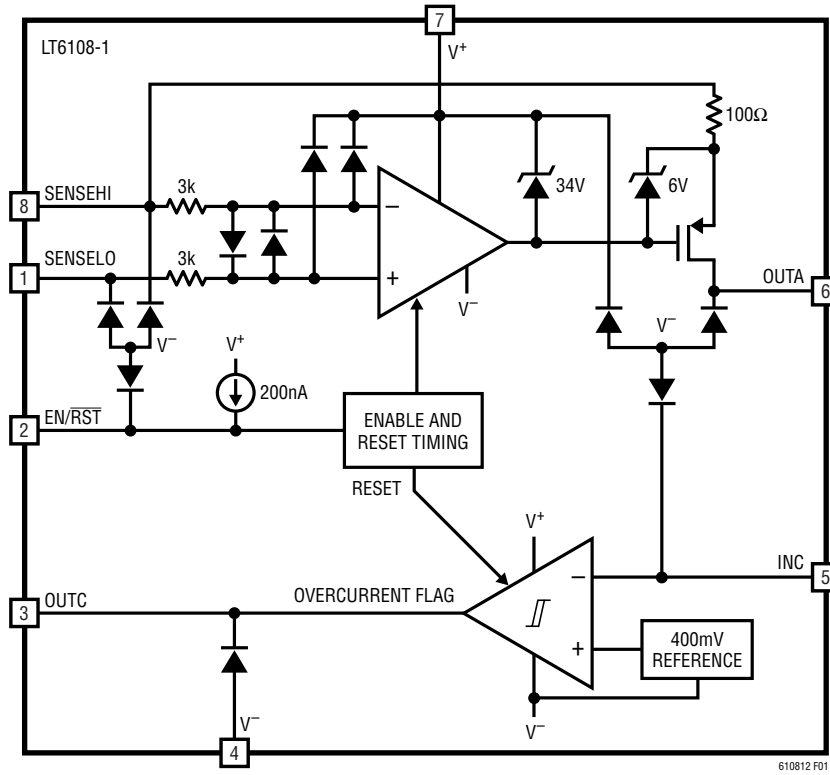 LT6108-1
7
V+
100Ω
34V
6V
3k
8
SENSEHI
−
SENSELO
3k
1
+
V−
OUTA
6
V−
V−
V+
200nA
EN/RST
2
ENABLE AND
RESET TIMING
RESET
V+
INC
−
5
OUTC
OVERCURRENT FLAG
3
+
400mV
REFERENCE
V−
V−
4
610812 F01